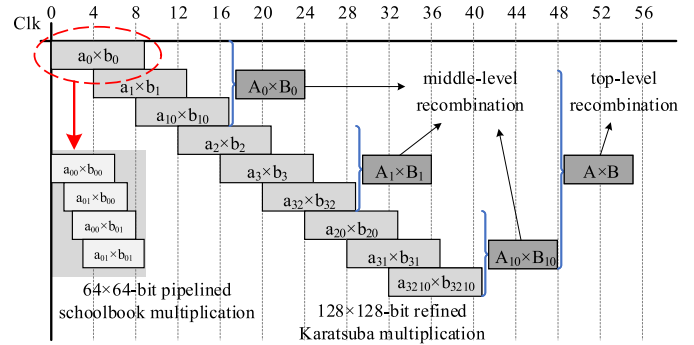 Clk
0 4 8 12 16 20 24 28 32 36 40 44 48 52 56
a₀×b₀
a₁×b₁
a₁₀×b₁₀
a₂×b₂
a₃×b₃
a₃₂×b₃₂
a₂₀×b₂₀
a₃₁×b₃₁
a₃₂₁₀×b₃₂₁₀
A₀×B₀
A₁×B₁
A₁₀×B₁₀
A×B
middle-level
recombination
top-level
recombination
a₀₀×b₀₀
a₀₁×b₀₀
a₀₀×b₀₁
a₀₁×b₀₁
64×64-bit pipelined
schoolbook multiplication
128×128-bit refined
Karatsuba multiplication